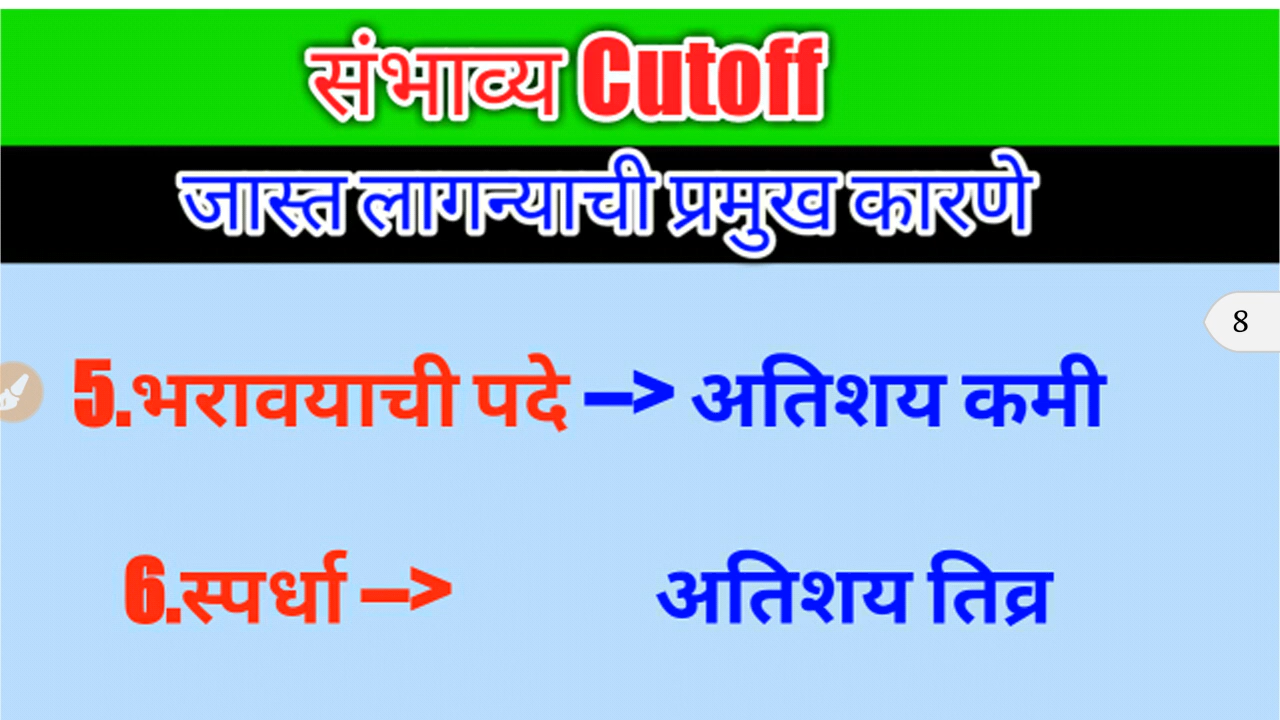 संभाव्य Cutoff
जास्त लागन्याची प्रमुख कारणे
8
5.भरावयाची पदे –> अतिशय कमी
6.स्पर्धा –> अतिशय तिव्र